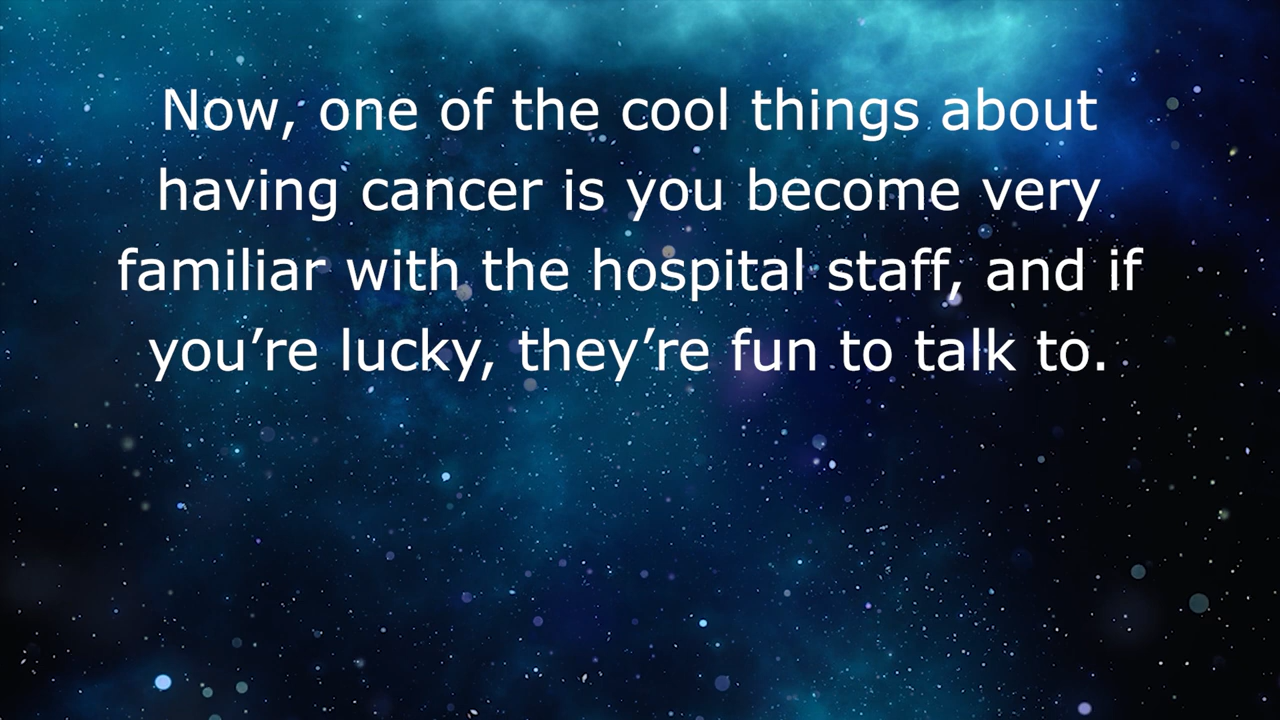 Now, one of the cool things about
having cancer is you become very
familiar with the hospital staff, and if
you’re lucky, they’re fun to talk to.